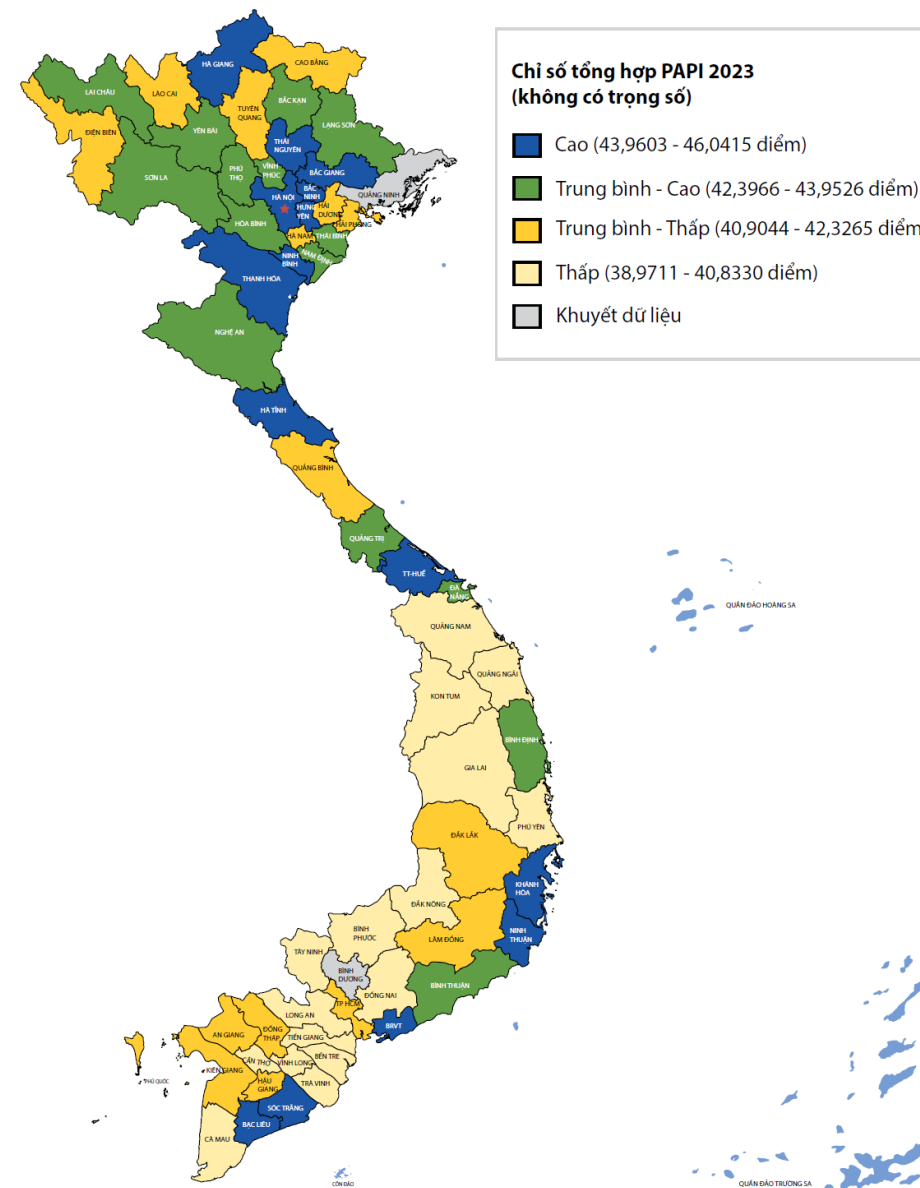 Chỉ số tổng hợp PAPI 2023
(không có trọng số)
Cao (43,9603 - 46,0415 điểm)
Trung bình - Cao (42,3966 - 43,9526 điểm)
Trung bình - Thấp (40,9044 - 42,3265 điểm
Thấp (38,9711 - 40,8330 điểm)
Khuyết dữ liệu
HÀ GIANG
CAO BẰNG
LAI CHÂU
LÀO CAI
BẮC KẠN
TUYÊN
QUANG
LẠNG SƠN
ĐIỆN BIÊN
YÊN BÁI
THÁI
NGUYÊN
SƠN LA
PHÚ
THỌ
VĨNH
PHÚC
BẮC GIANG
QUẢNG NINH
HÀ NỘI
BẮC
NINH
HƯNG
YÊN
HẢI
DƯƠNG
HẢI PHÒNG
HÒA BÌNH
HÀ NAM
THÁI BÌNH
NINH
BÌNH
NAM ĐỊNH
THANH HÓA
NGHỆ AN
HÀ TĨNH
QUẢNG BÌNH
QUẢNG TRỊ
TT-HUẾ
ĐÀ
NẴNG
QUẦN ĐẢO HOÀNG SA
QUẢNG NAM
QUẢNG NGÃI
KON TUM
BÌNH ĐỊNH
GIA LAI
PHÚ YÊN
ĐẮK LẮK
KHÁNH
HÒA
ĐẮK NÔNG
NINH
THUẬN
BÌNH
PHƯỚC
LÂM ĐỒNG
TÂY NINH
BÌNH
DƯƠNG
BÌNH THUẬN
ĐỒNG NAI
TP HCM
LONG AN
BRVT
AN GIANG
ĐỒNG
THÁP
TIỀN GIANG
BẾN TRE
CẦN THƠ
VĨNH LONG
KIÊN GIANG
HẬU
GIANG
TRÀ VINH
PHÚ QUỐC
SÓC TRĂNG
BẠC LIÊU
CÀ MAU
CÔN ĐẢO
QUẦN ĐẢO TRƯỜNG SA